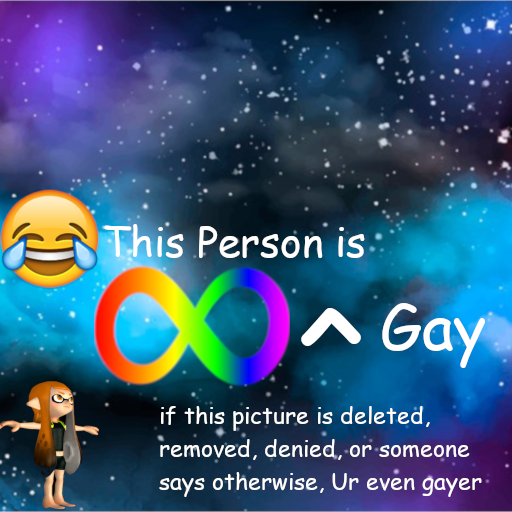 This Person is
^ Gay
if this picture is deleted,
removed, denied, or someone
says otherwise, Ur even gayer